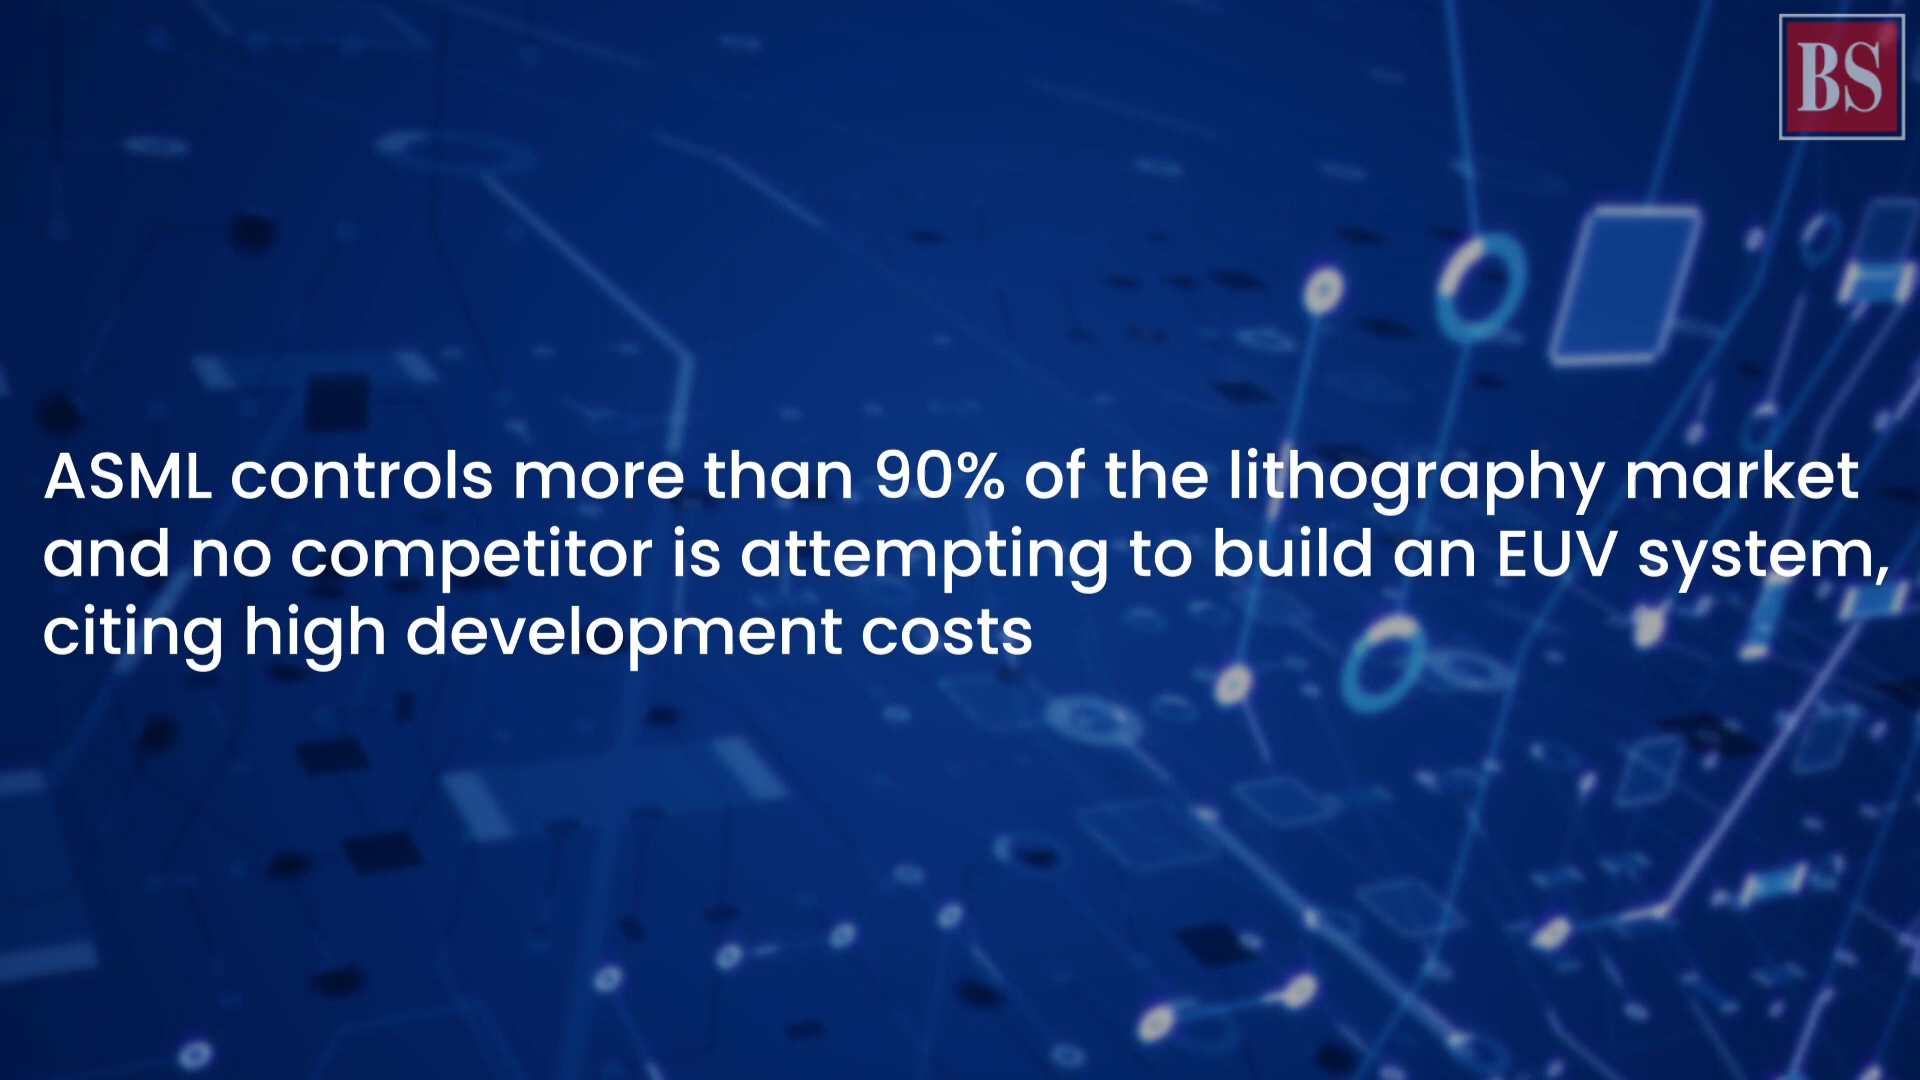 BS
ASML controls more than 90% of the lithography market
and no competitor is attempting to build an EUV system,
citing high development costs